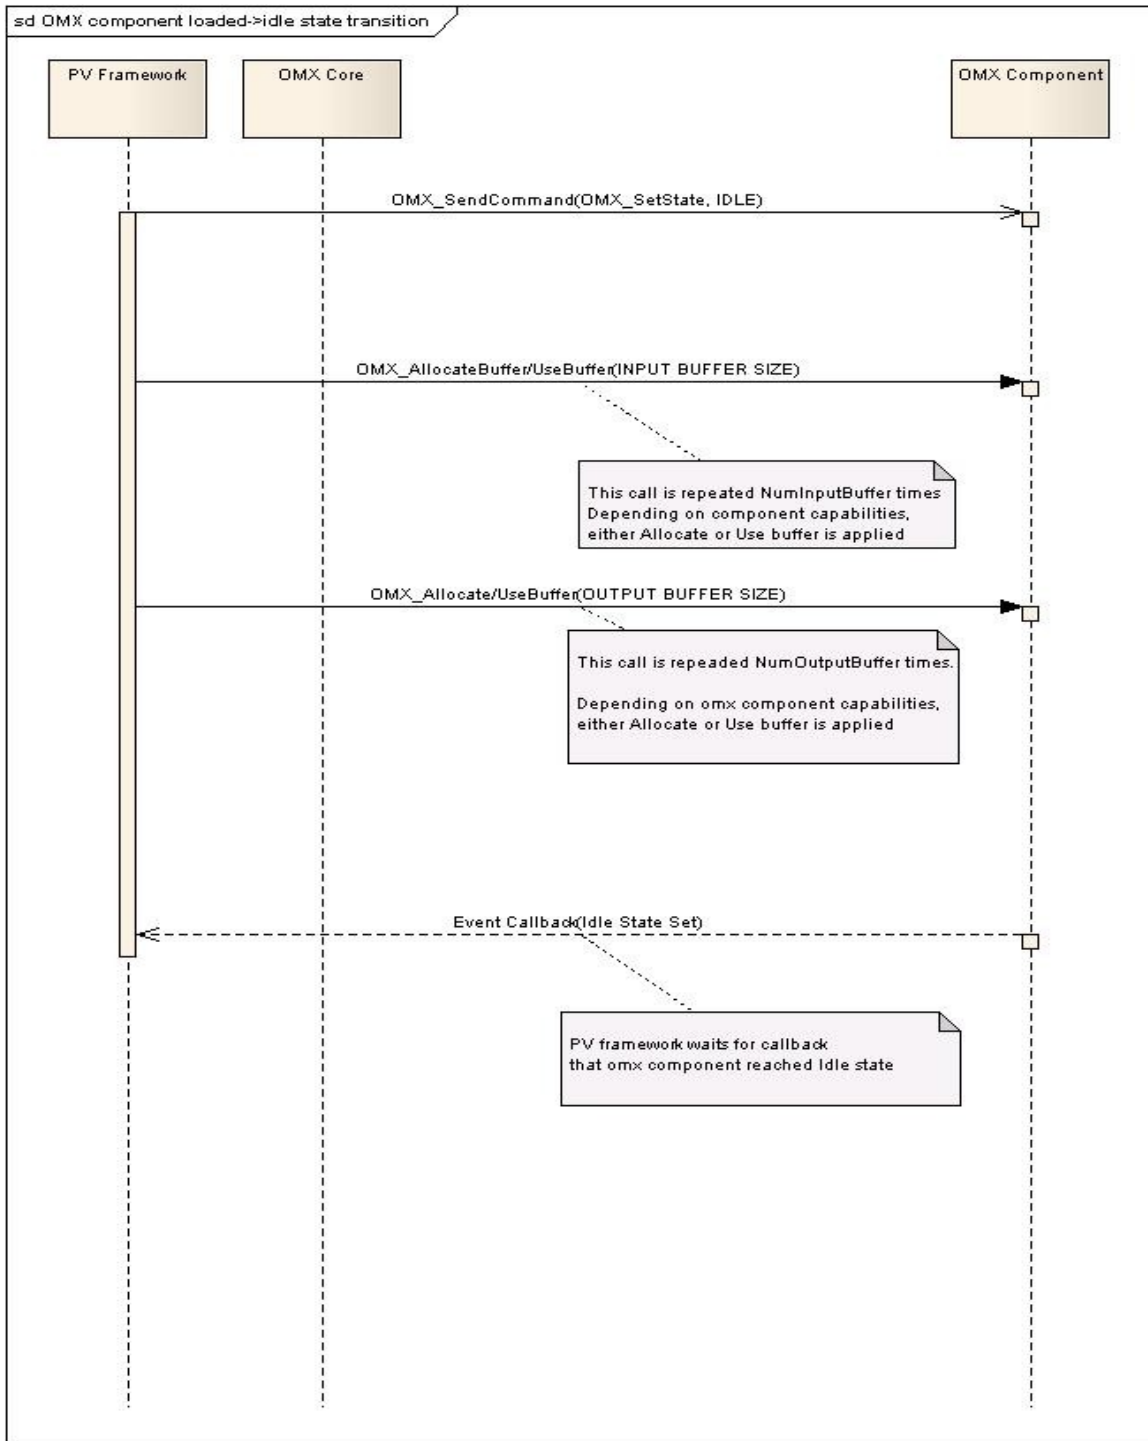 sd OMX component loaded->idle state transition
PV Framework
OMX Core
OMX Component
OMX_SendCommand(OMX_SetState, IDLE)
OMX_AllocateBuffer/UseBuffer(INPUT BUFFER SIZE)
This call is repeated NumInputBuffer times
Depending on component capabilities,
either Allocate or Use buffer is applied
OMX_Allocate/UseBuffer(OUTPUT BUFFER SIZE)
This call is repeaded NumOutputBuffer times.
Depending on omx component capabilities,
either Allocate or Use buffer is applied
Event Callback(Idle State Set)
PV framework waits for callback
that omx component reached Idle state